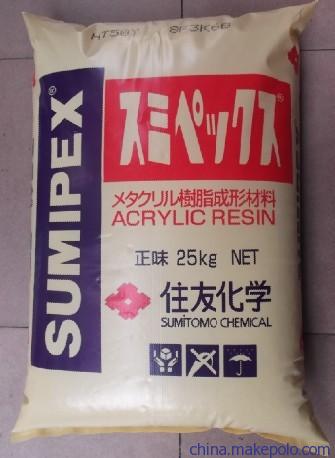 SUMIPEX®
スミペックス®
メタクリル樹脂成形材料
ACRYLIC RESIN
正味 25kg NET
住友化学
SUMITOMO CHEMICAL
china.makepolo.com